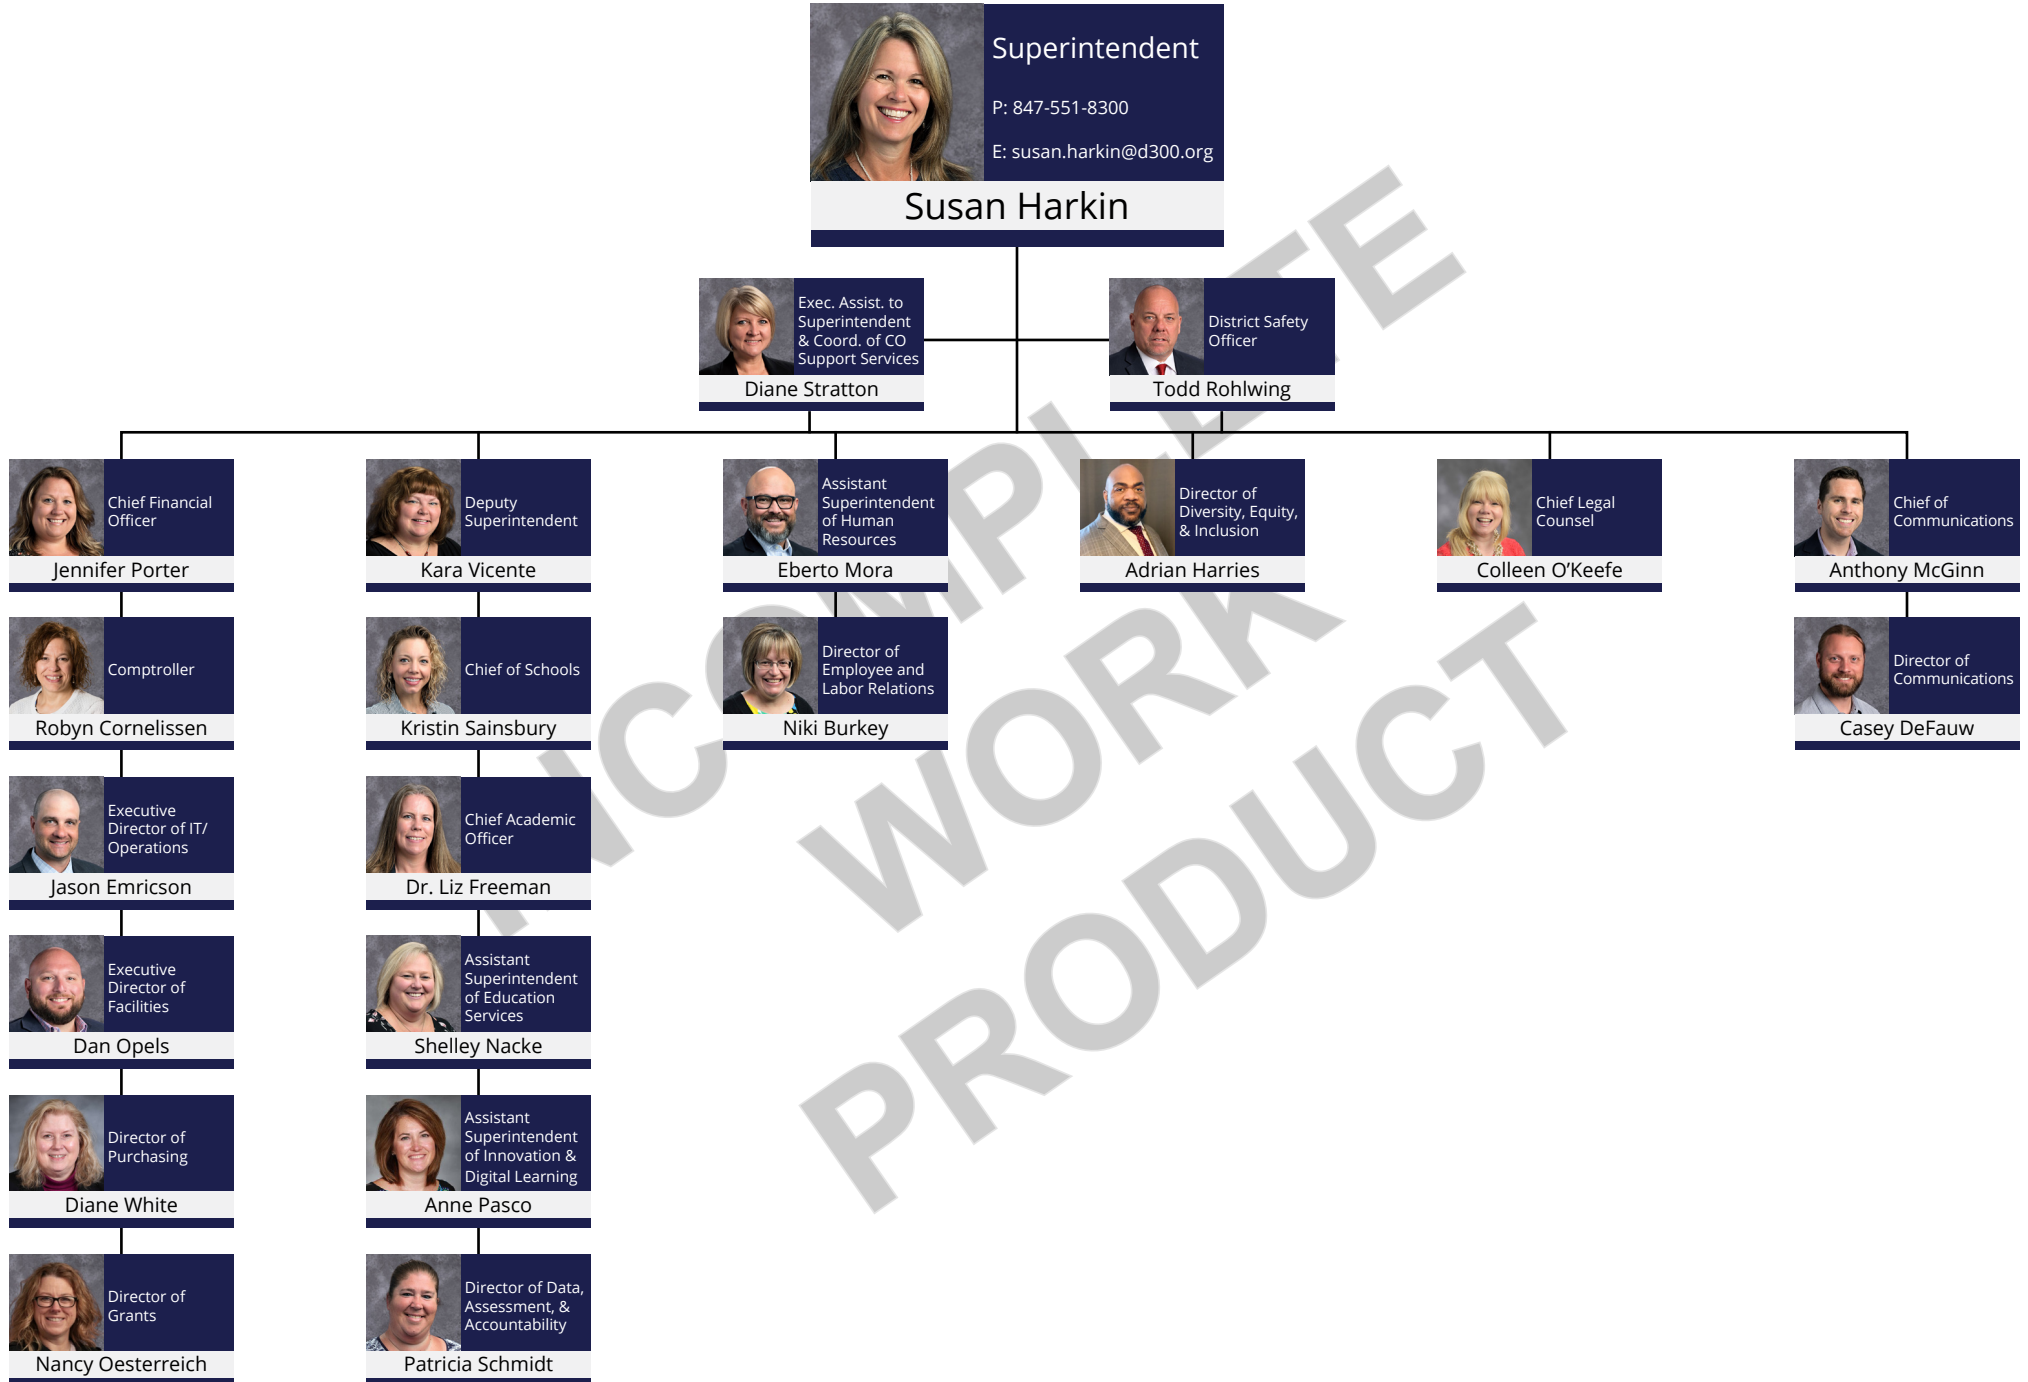 Superintendent
P: 847-551-8300
E: susan.harkin@d300.org
Susan Harkin
Exec. Assist. to
Superintendent
& Coord. of CO
Support Services
Diane Stratton
District Safety
Officer
Todd Rohlwing
Chief Financial
Officer
Jennifer Porter
Deputy
Superintendent
Kara Vicente
Assistant
Superintendent
of Human
Resources
Eberto Mora
Director of
Diversity, Equity,
& Inclusion
Adrian Harries
Chief Legal
Counsel
Colleen O'Keefe
Chief of
Communications
Anthony McGinn
Comptroller
Robyn Cornelissen
Chief of Schools
Kristin Sainsbury
Director of
Employee and
Labor Relations
Niki Burkey
Director of
Communications
Casey DeFauw
Executive
Director of IT/
Operations
Jason Emricson
Chief Academic
Officer
Dr. Liz Freeman
Executive
Director of
Facilities
Dan Opels
Assistant
Superintendent
of Education
Services
Shelley Nacke
Director of
Purchasing
Diane White
Assistant
Superintendent
of Innovation &
Digital Learning
Anne Pasco
Director of
Grants
Nancy Oesterreich
Director of Data,
Assessment, &
Accountability
Patricia Schmidt
INCOMPLETE
WORK
PRODUCT